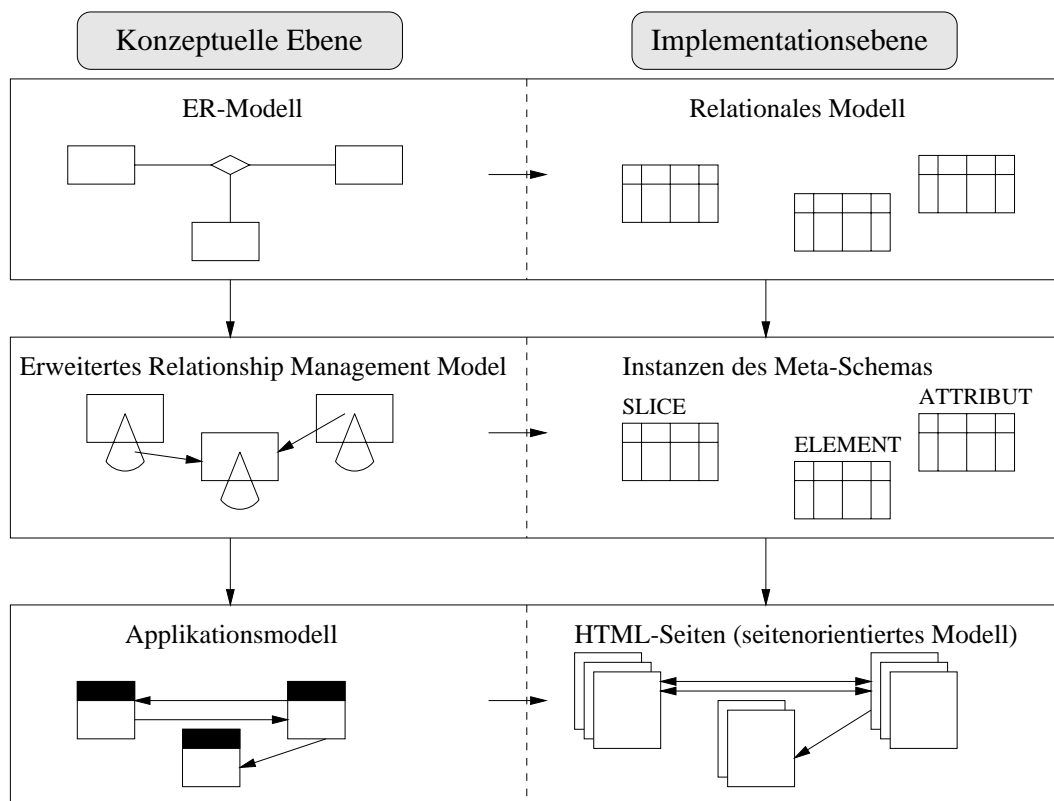 Konzeptuelle Ebene
Implementationsebene
ER-Modell
Relationales Modell
Erweitertes Relationship Management Model
Instanzen des Meta-Schemas
SLICE
ATTRIBUT
ELEMENT
Applikationsmodell
HTML-Seiten (seitenorientiertes Modell)